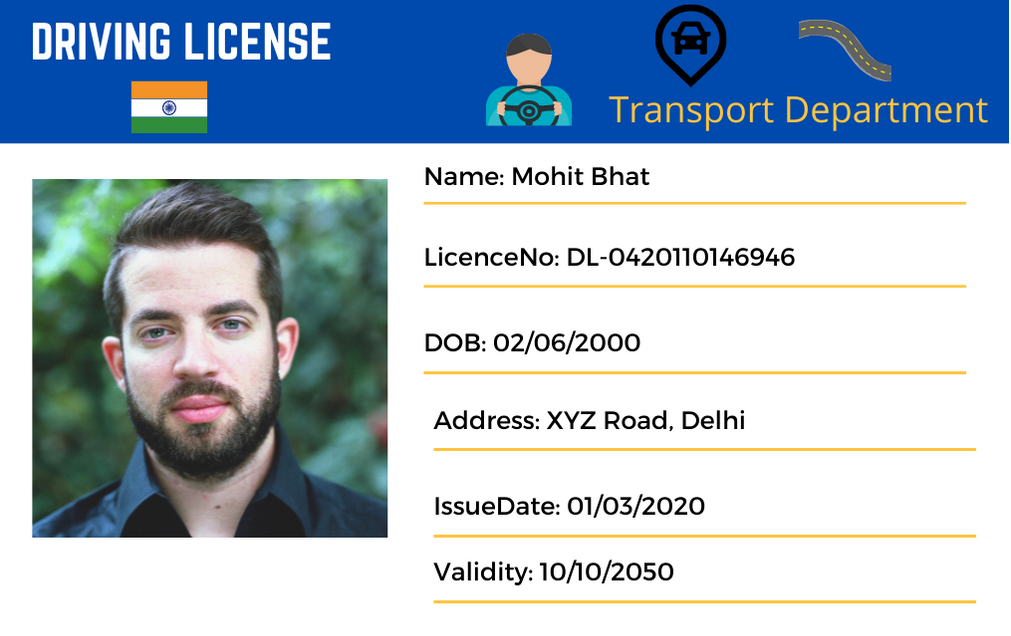 DRIVING LICENSE
Transport Department
Name: Mohit Bhat
LicenceNo: DL-0420110146946
DOB: 02/06/2000
Address: XYZ Road, Delhi
IssueDate: 01/03/2020
Validity: 10/10/2050